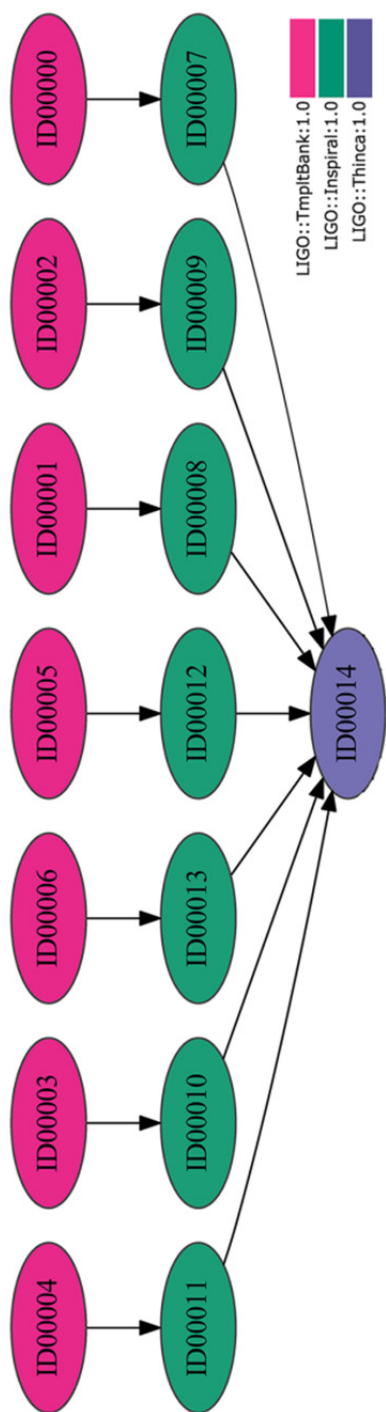 ID00004
ID00003
ID00006
ID00005
ID00001
ID00002
ID00000
ID00011
ID00010
ID00013
ID00012
ID00008
ID00009
ID00007
ID00014
LIGO::TmpltBank:1.0
LIGO::Inspiral:1.0
LIGO::Thinca:1.0